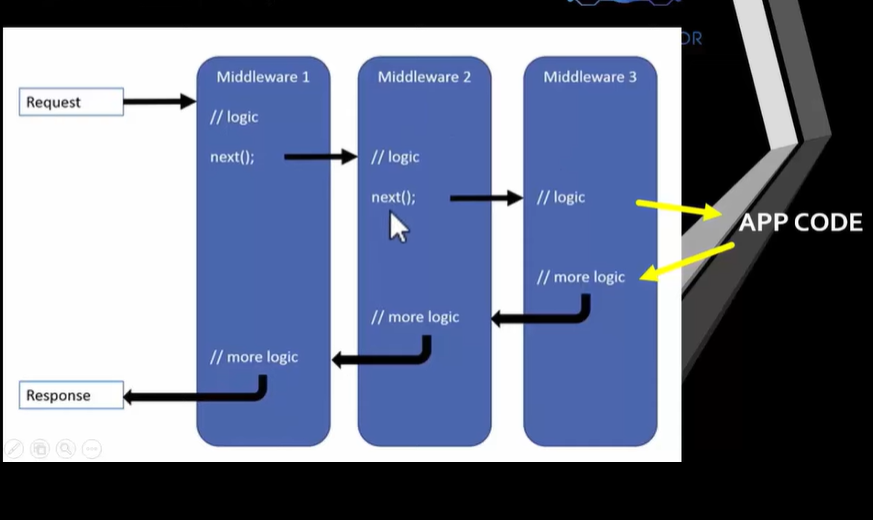 OR
Middleware 1
Middleware 2
Middleware 3
Request
// logic
next();
// logic
next();
// logic
APP CODE
// more logic
// more logic
// more logic
Response